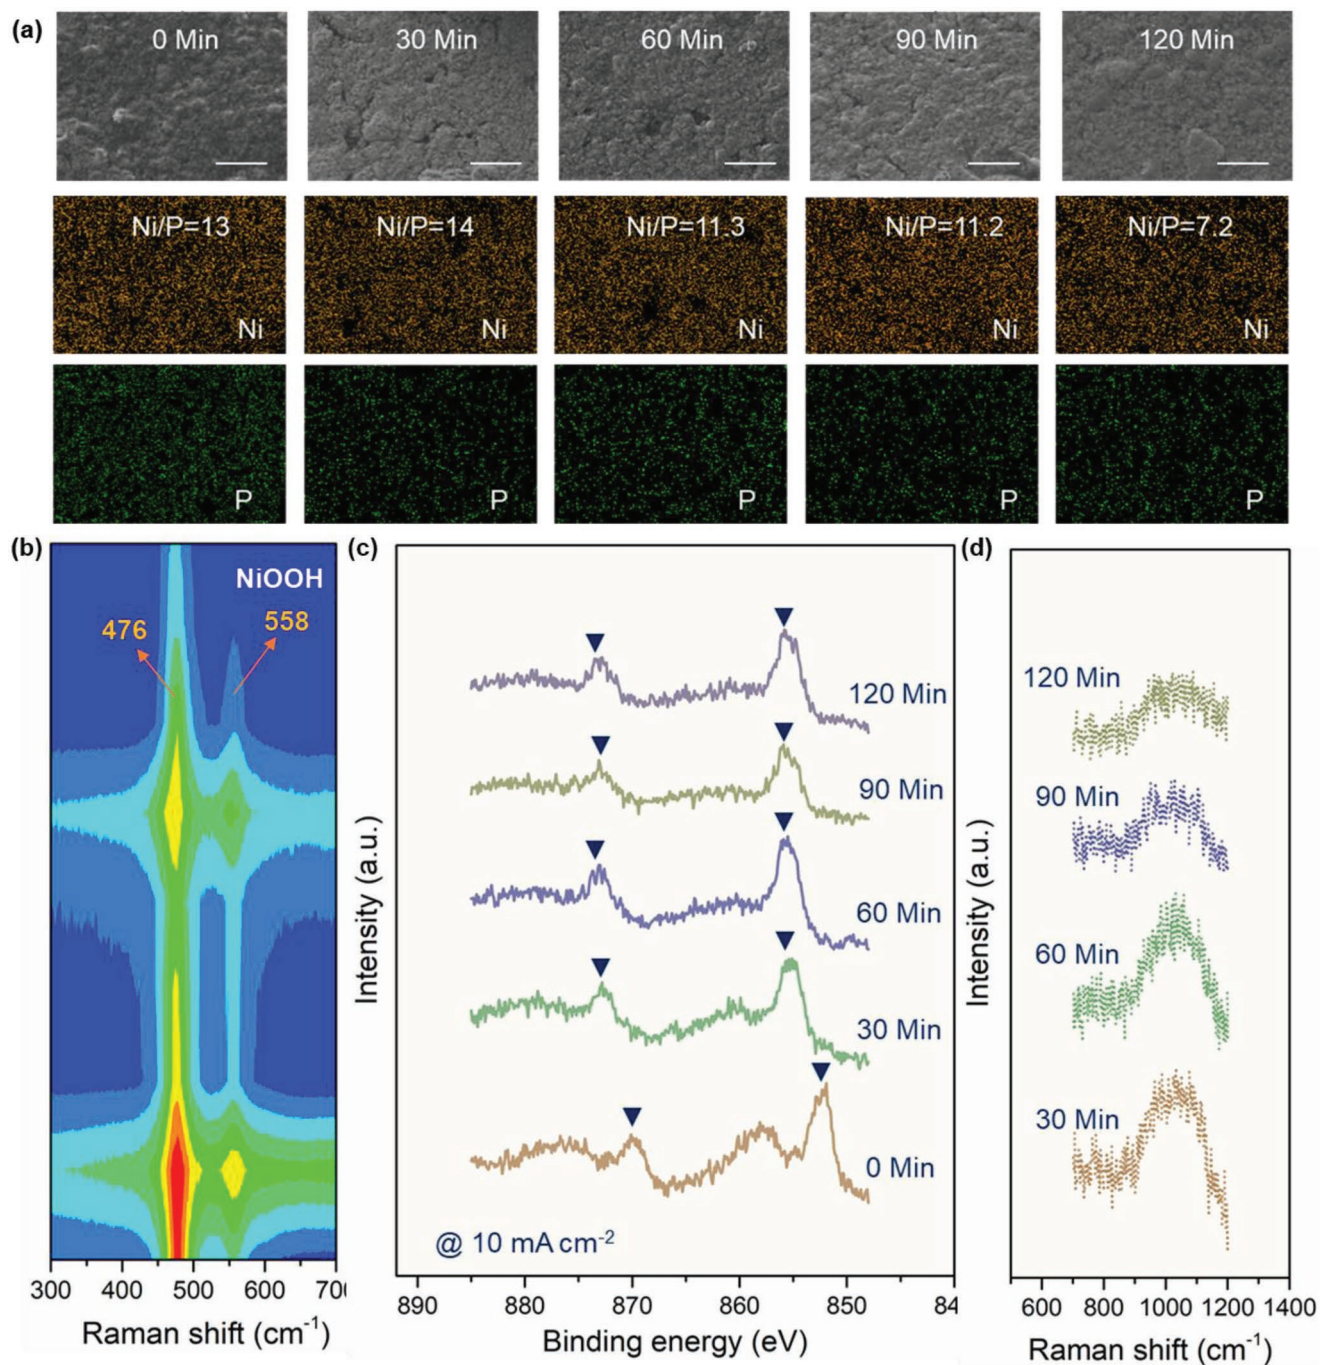 (a)
0 Min
30 Min
60 Min
90 Min
120 Min
Ni/P=13
Ni/P=14
Ni/P=11.3
Ni/P=11.2
Ni/P=7.2
Ni
Ni
Ni
Ni
Ni
P
P
P
P
P
(b)
NiOOH
476
558
300
400
500
600
70
Raman shift (cm⁻¹)
(c)
120 Min
90 Min
60 Min
30 Min
0 Min
@ 10 mA cm⁻²
Intensity (a.u.)
890
880
870
860
850
84
Binding energy (eV)
(d)
120 Min
90 Min
60 Min
30 Min
Intensity (a.u.)
600
800
1000
1200
1400
Raman shift (cm⁻¹)